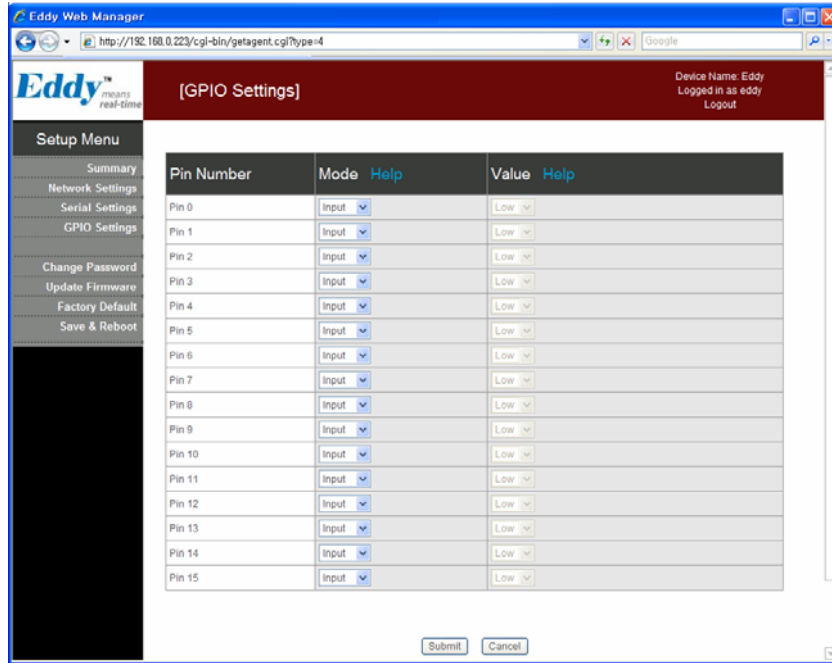 Eddy Web Manager
http://192.168.0.223/cgi-bin/getagent.cgi?type=4
Google
Eddy™ means real-time
[GPIO Settings]
Device Name: Eddy
Logged in as eddy
Logout
Setup Menu
Summary
Network Settings
Serial Settings
GPIO Settings
Change Password
Update Firmware
Factory Default
Save & Reboot
Pin Number Mode Help Value Help
Pin 0 Input Low
Pin 1 Input Low
Pin 2 Input Low
Pin 3 Input Low
Pin 4 Input Low
Pin 5 Input Low
Pin 6 Input Low
Pin 7 Input Low
Pin 8 Input Low
Pin 9 Input Low
Pin 10 Input Low
Pin 11 Input Low
Pin 12 Input Low
Pin 13 Input Low
Pin 14 Input Low
Pin 15 Input Low
Submit Cancel